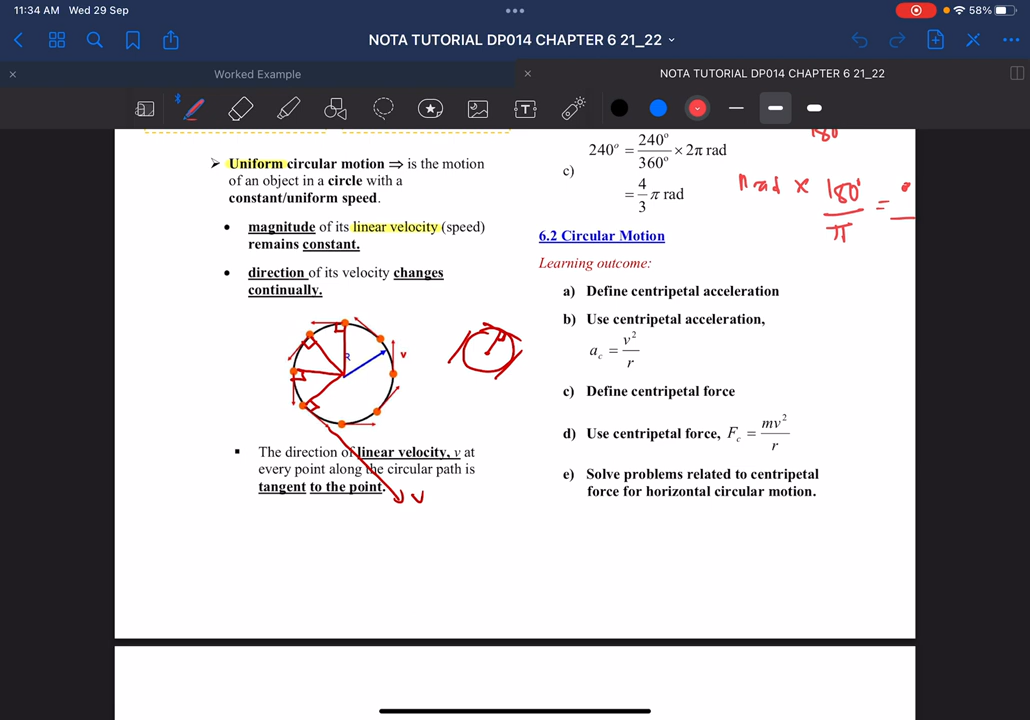 11:34 AM Wed 29 Sep
58%
NOTA TUTORIAL DP014 CHAPTER 6 21_22
Worked Example
NOTA TUTORIAL DP014 CHAPTER 6 21_22
Uniform circular motion ⇒ is the motion
of an object in a circle with a
constant/uniform speed.
• magnitude of its linear velocity (speed)
remains constant.
• direction of its velocity changes
continually.
R
v
▪ The direction of linear velocity, v at
every point along the circular path is
tangent to the point.
v
180
c) 240° = 240°/360° × 2π rad
= 4/3 π rad
π rad × 180°/π =
6.2 Circular Motion
Learning outcome:
a) Define centripetal acceleration
b) Use centripetal acceleration,
a_c = v²/r
c) Define centripetal force
d) Use centripetal force, F_c = mv²/r
e) Solve problems related to centripetal
force for horizontal circular motion.